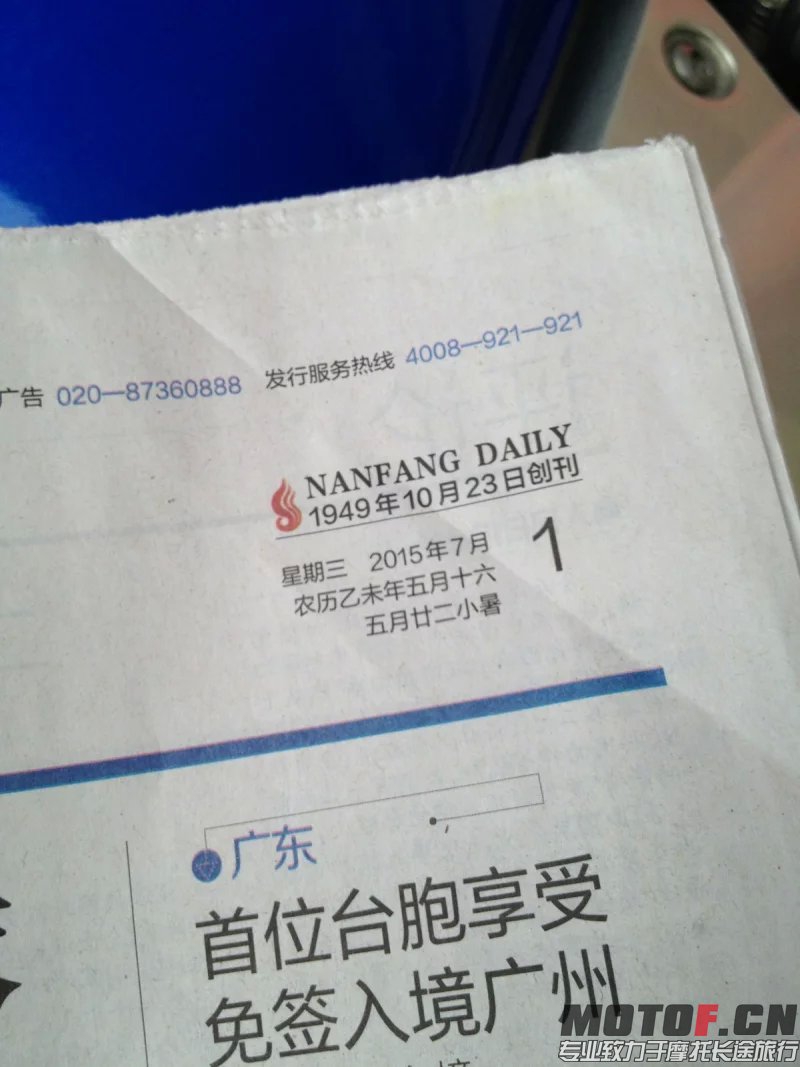 广告 020—87360888 发行服务热线 4008—921—921
NANFANG DAILY
1949年10月23日创刊
星期三 2015年7月 1
农历乙未年五月十六
五月廿二小暑
广东
首位台胞享受
免签入境广州
MOTOF.CN
专业致力于摩托长途旅行